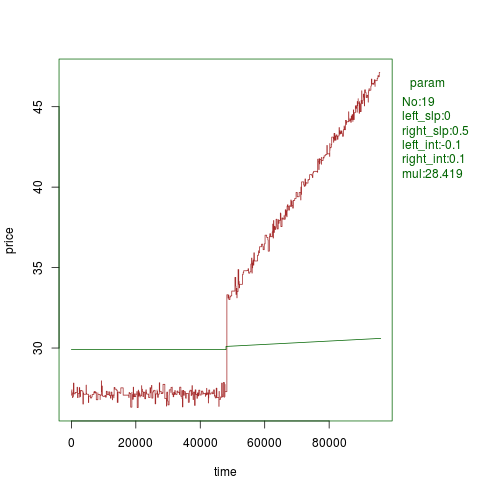 param
No:19
left_slp:0
right_slp:0.5
left_int:-0.1
right_int:0.1
mul:28.419
price
45
40
35
30
0 20000 40000 60000 80000
time